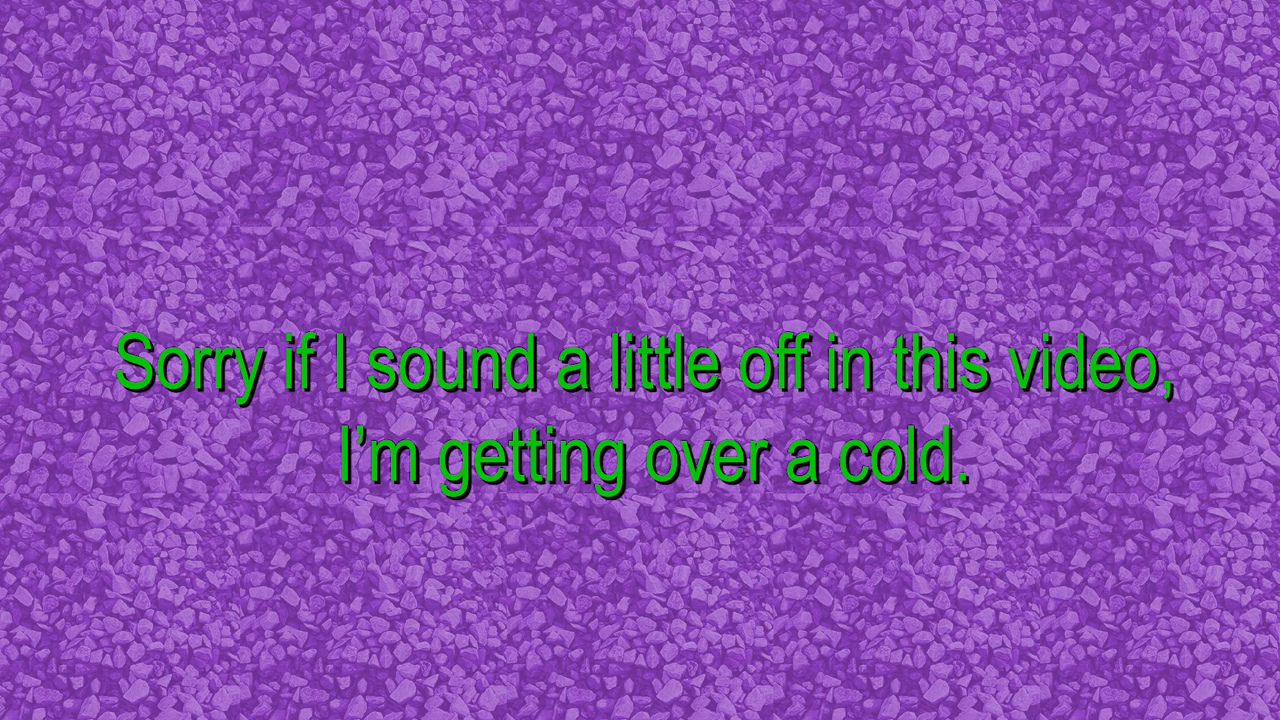 Sorry if I sound a little off in this video,
I’m getting over a cold.